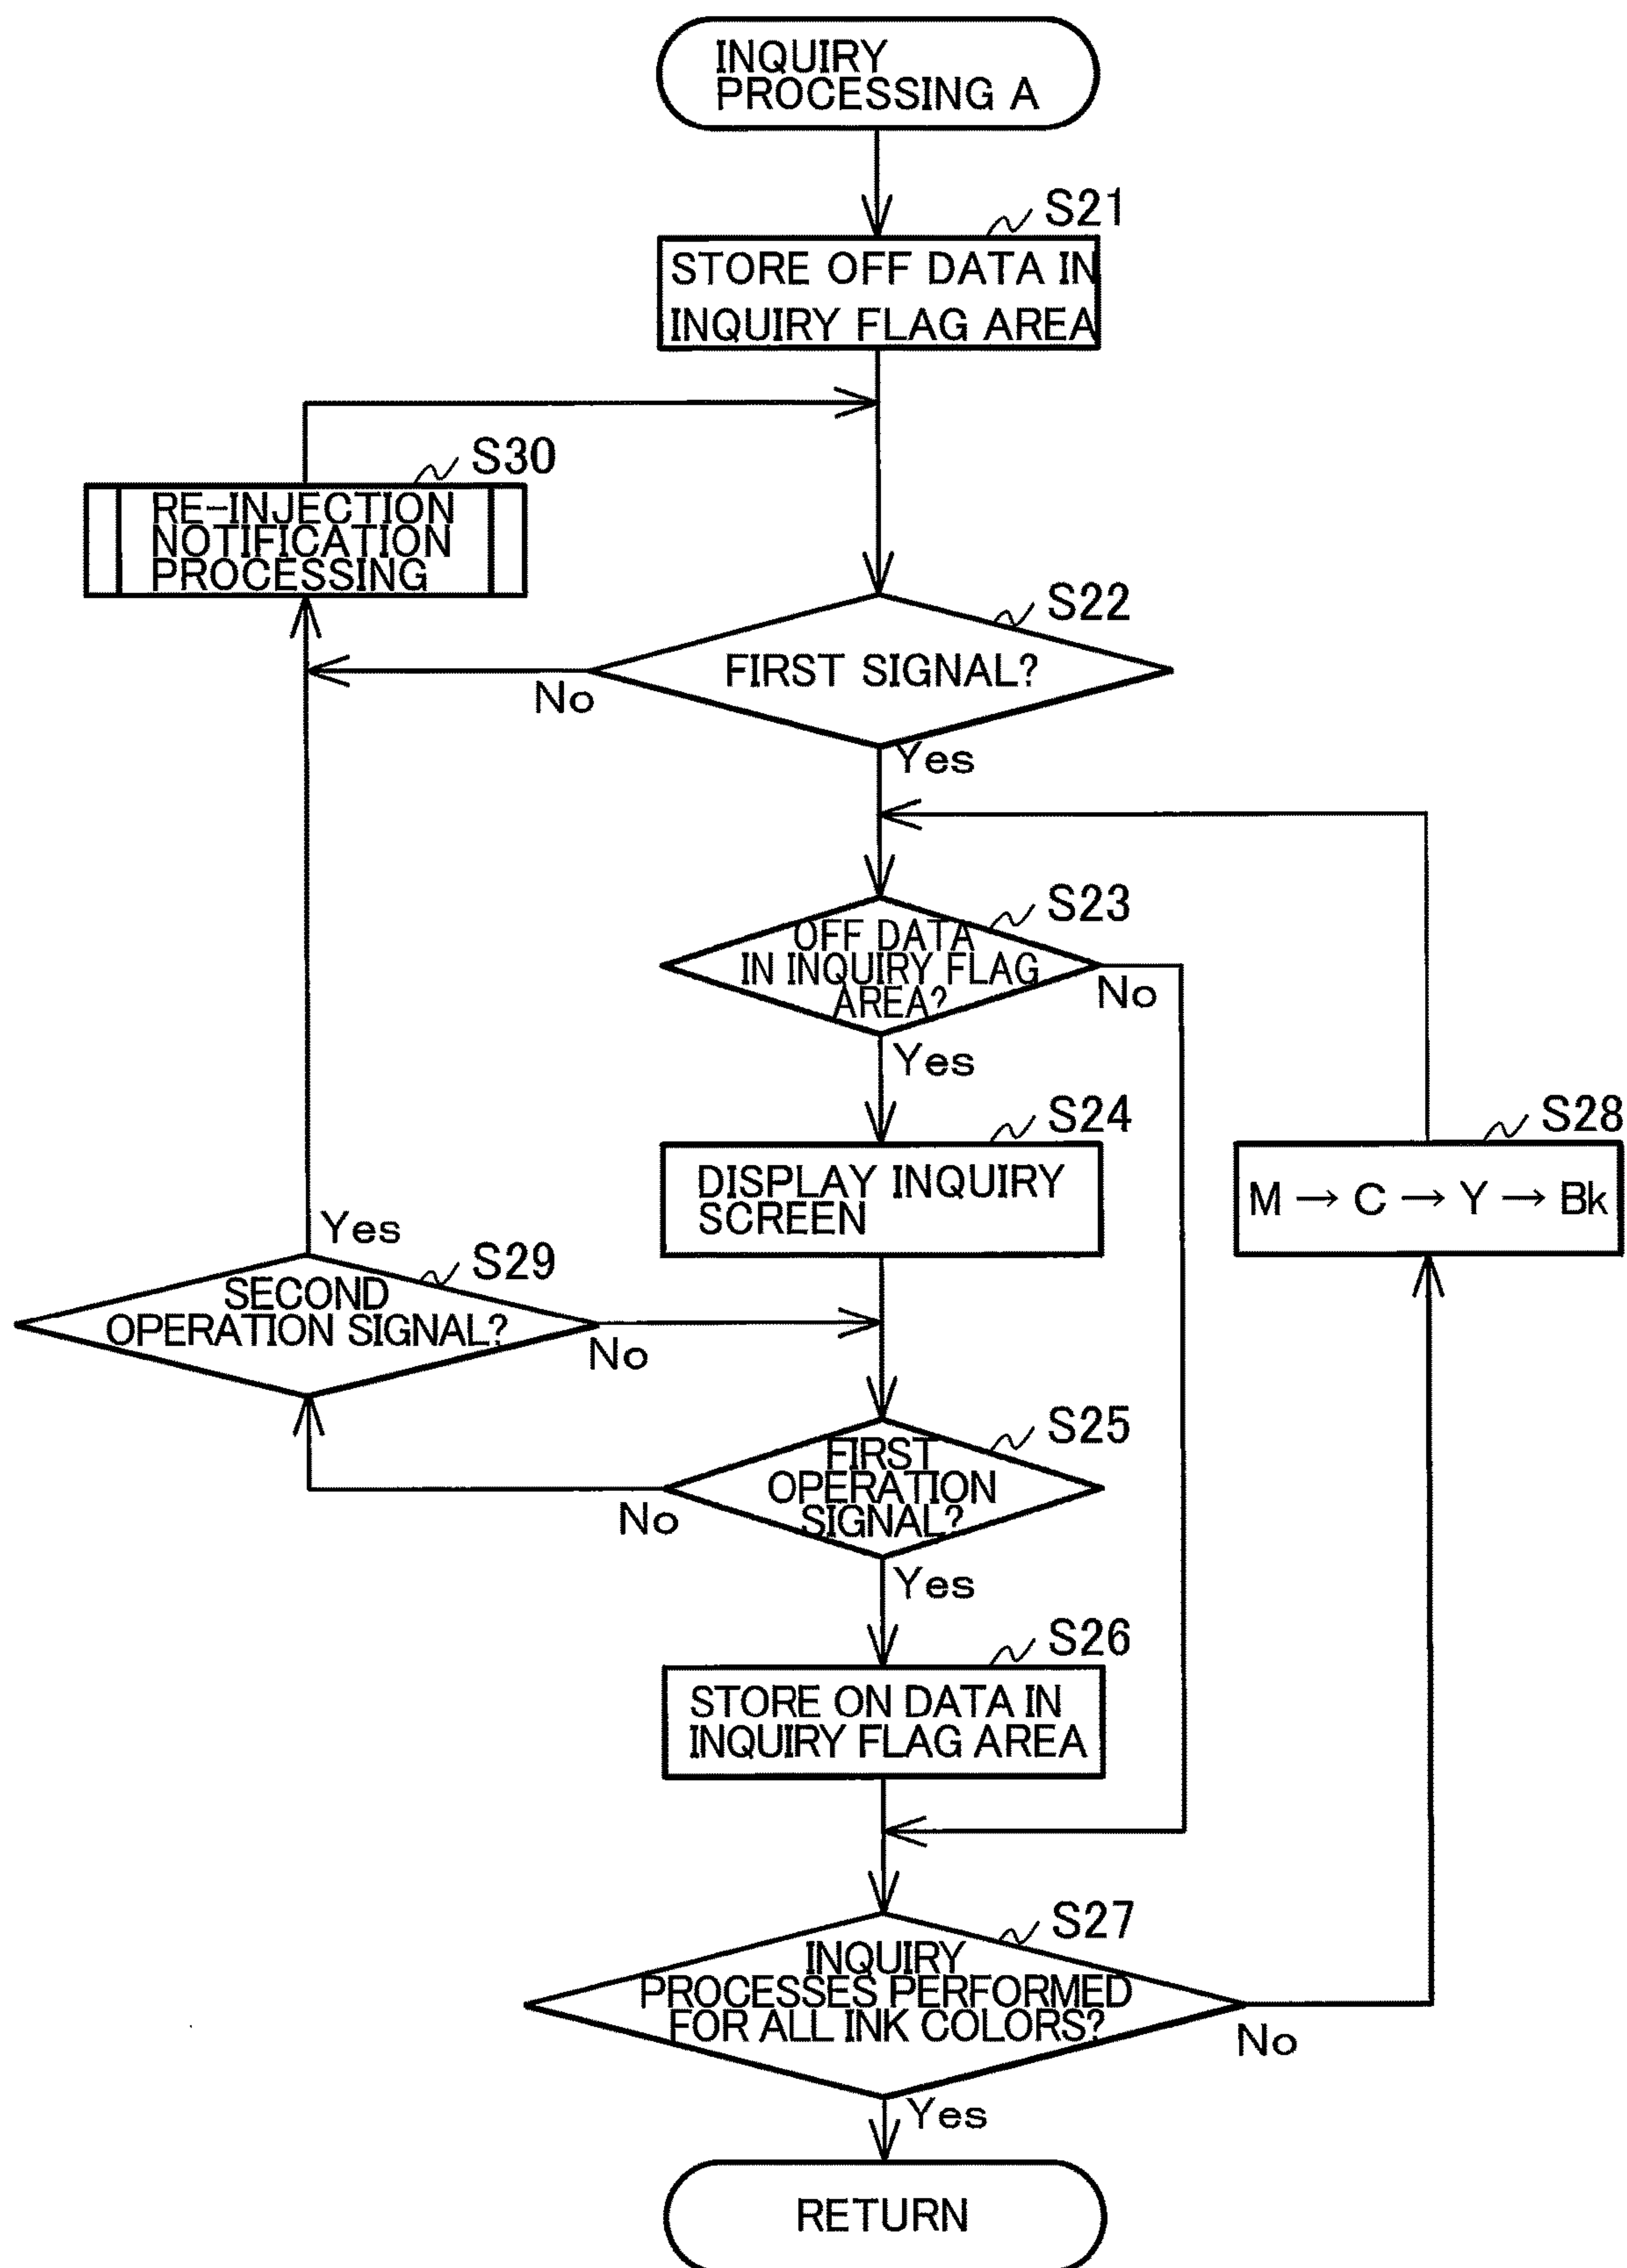 INQUIRY
PROCESSING A
S21
STORE OFF DATA IN
INQUIRY FLAG AREA
S30
RE-INJECTION
NOTIFICATION
PROCESSING
S22
FIRST SIGNAL?
No
Yes
S23
OFF DATA
IN INQUIRY FLAG
AREA?
No
Yes
S24
DISPLAY INQUIRY
SCREEN
S28
M → C → Y → Bk
Yes
S29
SECOND
OPERATION SIGNAL?
No
S25
FIRST
OPERATION
SIGNAL?
No
Yes
S26
STORE ON DATA IN
INQUIRY FLAG AREA
S27
INQUIRY
PROCESSES PERFORMED
FOR ALL INK COLORS?
No
Yes
RETURN